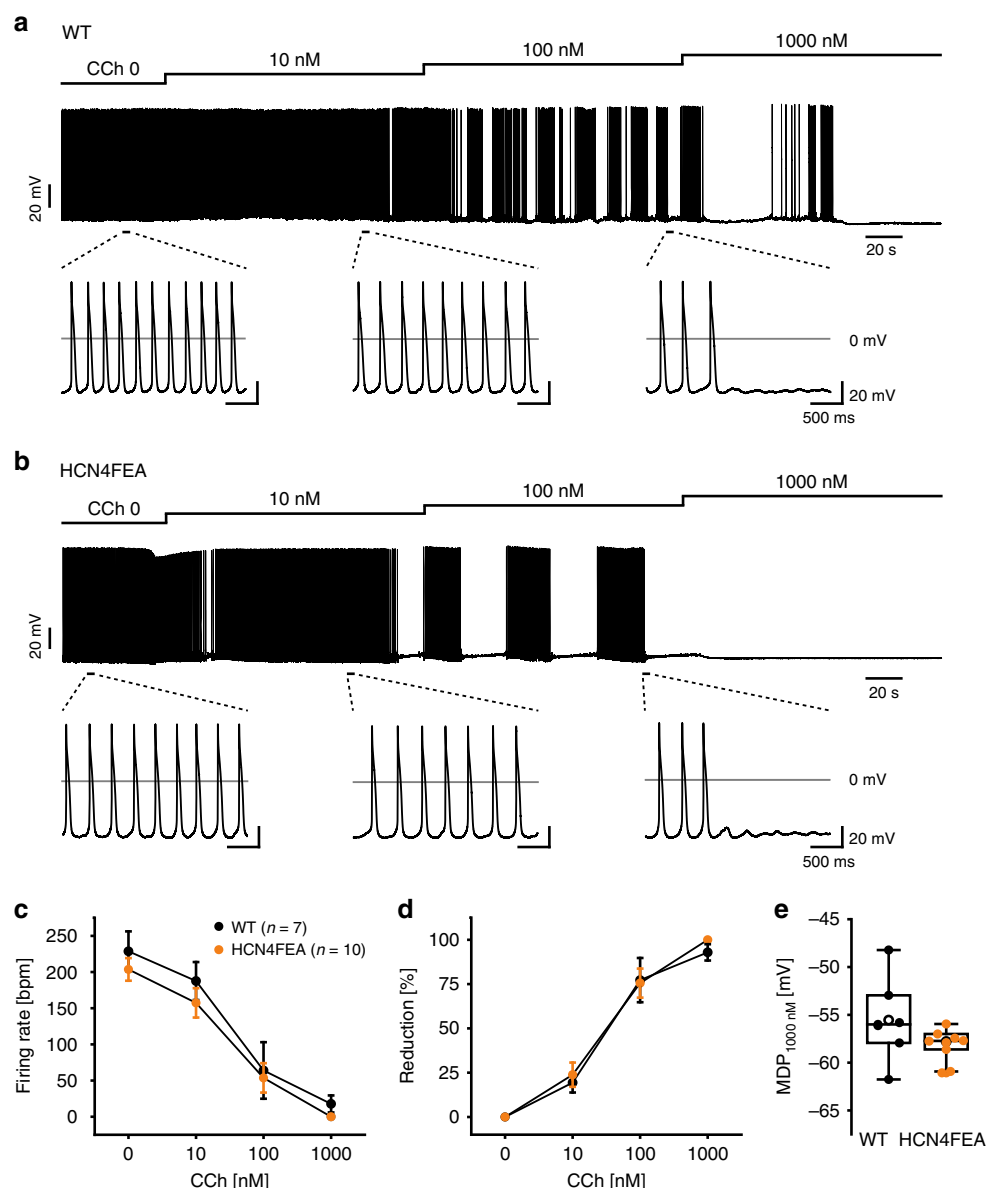 a
WT
CCh 0
10 nM
100 nM
1000 nM
20 mV
20 s
0 mV
20 mV
500 ms
b
HCN4FEA
CCh 0
10 nM
100 nM
1000 nM
20 mV
20 s
0 mV
20 mV
500 ms
c
Firing rate [bpm]
250
200
150
100
50
0
WT (n = 7)
HCN4FEA (n = 10)
0 10 100 1000
CCh [nM]
d
Reduction [%]
100
75
50
25
0
0 10 100 1000
CCh [nM]
e
MDP1000 nM [mV]
−45
−50
−55
−60
−65
WT HCN4FEA